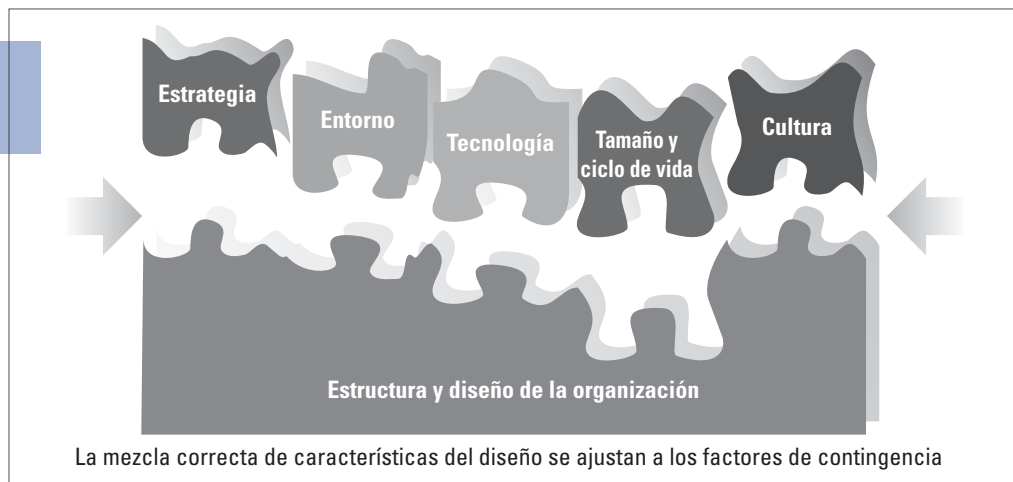 Estrategia
Entorno
Tecnología
Tamaño y
ciclo de vida
Cultura
Estructura y diseño de la organización
La mezcla correcta de características del diseño se ajustan a los factores de contingencia